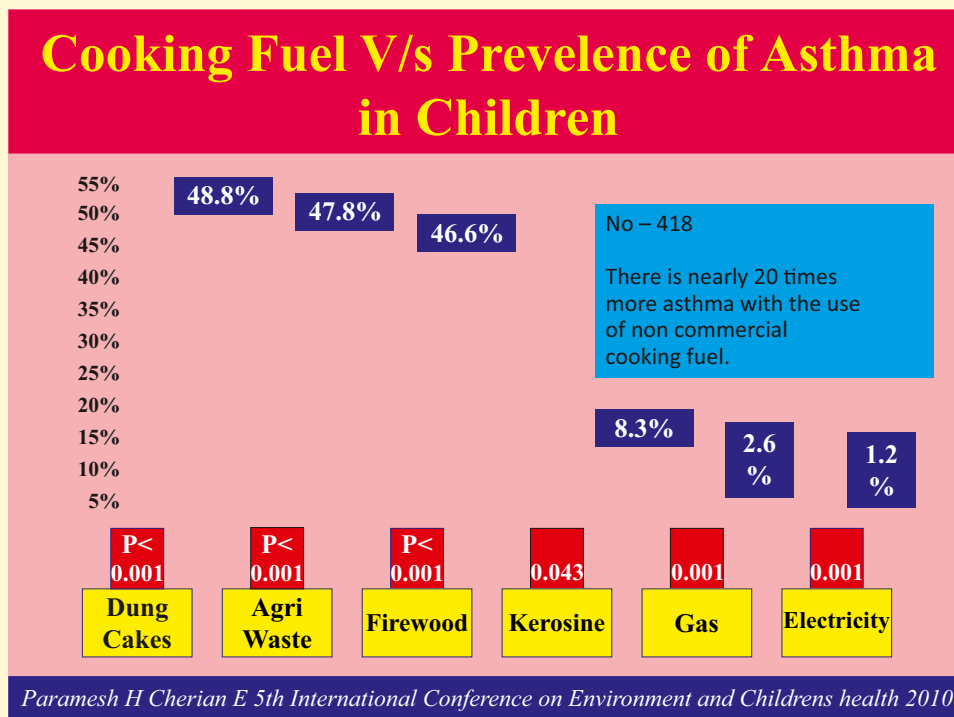 Cooking Fuel V/s Prevelence of Asthma
in Children
55%
50%
45%
40%
35%
30%
25%
20%
15%
10%
5%
48.8%
47.8%
46.6%
No – 418
There is nearly 20 times
more asthma with the use
of non commercial
cooking fuel.
8.3%
2.6
%
1.2
%
P<
0.001
P<
0.001
P<
0.001
0.043
0.001
0.001
Dung
Cakes
Agri
Waste
Firewood
Kerosine
Gas
Electricity
Paramesh H Cherian E 5th International Conference on Environment and Childrens health 2010